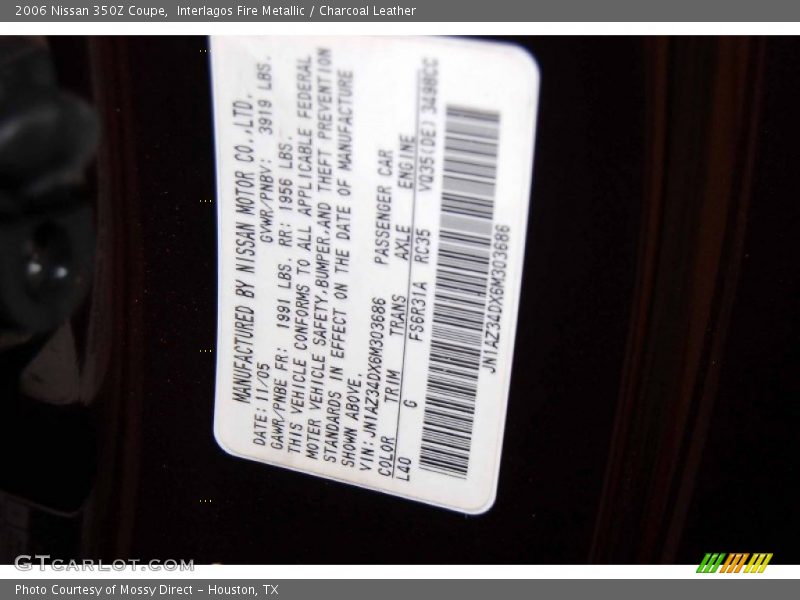 2006 Nissan 350Z Coupe,  Interlagos Fire Metallic / Charcoal Leather
MANUFACTURED BY NISSAN MOTOR CO.,LTD.
DATE: 11/05 GVWR/PNBV: 3919 LBS.
GAWR/PNBE FR: 1991 LBS. RR: 1956 LBS.
THIS VEHICLE CONFORMS TO ALL APPLICABLE FEDERAL
MOTER VEHICLE SAFETY,BUMPER,AND THEFT PREVENTION
STANDARDS IN EFFECT ON THE DATE OF MANUFACTURE
SHOWN ABOVE.
VIN: JN1AZ34DX6M303686 PASSENGER CAR
COLOR TRIM TRANS AXLE ENGINE
L40 G FS6R31A RC35 VQ35(DE) 3498CC
JN1AZ34DX6M303686
GTCARLOT.COM
Photo Courtesy of Mossy Direct - Houston, TX